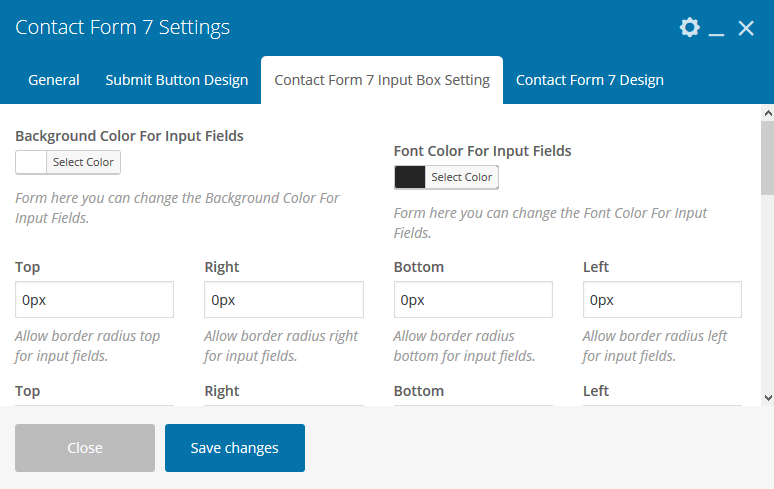 Contact Form 7 Settings
General
Submit Button Design
Contact Form 7 Input Box Setting
Contact Form 7 Design
Background Color For Input Fields
Select Color
Form here you can change the Background Color For
Input Fields.
Font Color For Input Fields
Select Color
Form here you can change the Font Color For Input
Fields.
Top
Right
Bottom
Left
0px
0px
0px
0px
Allow border radius top
for input fields.
Allow border radius right
for input fields.
Allow border radius
bottom for input fields.
Allow border radius left
for input fields.
Top
Right
Bottom
Left
Close
Save changes